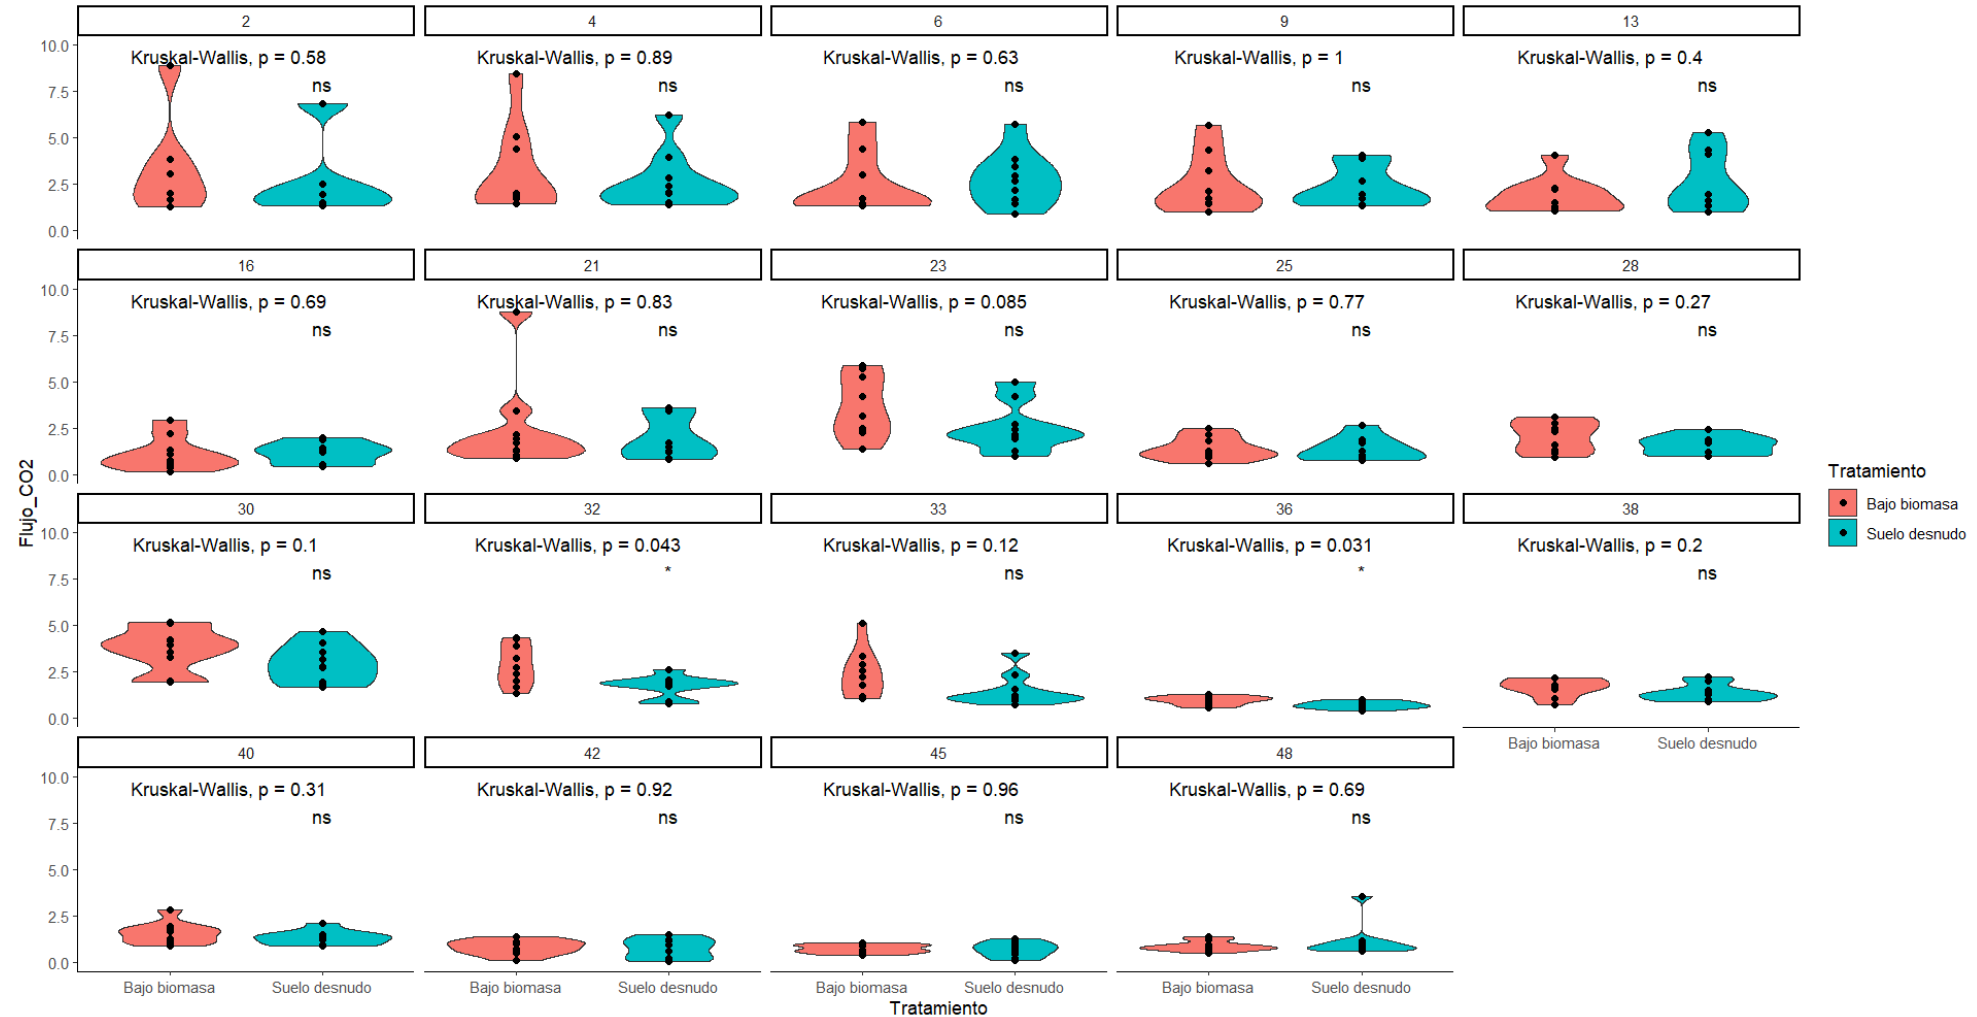 2 4 6 9 13
10.0 Kruskal-Wallis, p = 0.58 Kruskal-Wallis, p = 0.89 Kruskal-Wallis, p = 0.63 Kruskal-Wallis, p = 1 Kruskal-Wallis, p = 0.4
7.5 ns ns ns ns ns
5.0
2.5
0.0
16 21 23 25 28
10.0 Kruskal-Wallis, p = 0.69 Kruskal-Wallis, p = 0.83 Kruskal-Wallis, p = 0.085 Kruskal-Wallis, p = 0.77 Kruskal-Wallis, p = 0.27
7.5 ns ns ns ns ns
5.0
2.5
0.0
Flujo_CO2
30 32 33 36 38
10.0 Kruskal-Wallis, p = 0.1 Kruskal-Wallis, p = 0.043 Kruskal-Wallis, p = 0.12 Kruskal-Wallis, p = 0.031 Kruskal-Wallis, p = 0.2
7.5 ns * ns * ns
5.0
2.5
0.0
Bajo biomasa Suelo desnudo
40 42 45 48
10.0 Kruskal-Wallis, p = 0.31 Kruskal-Wallis, p = 0.92 Kruskal-Wallis, p = 0.96 Kruskal-Wallis, p = 0.69
7.5 ns ns ns ns
5.0
2.5
0.0
Bajo biomasa Suelo desnudo Bajo biomasa Suelo desnudo Bajo biomasa Suelo desnudo Bajo biomasa Suelo desnudo
Tratamiento
Tratamiento
Bajo biomasa
Suelo desnudo